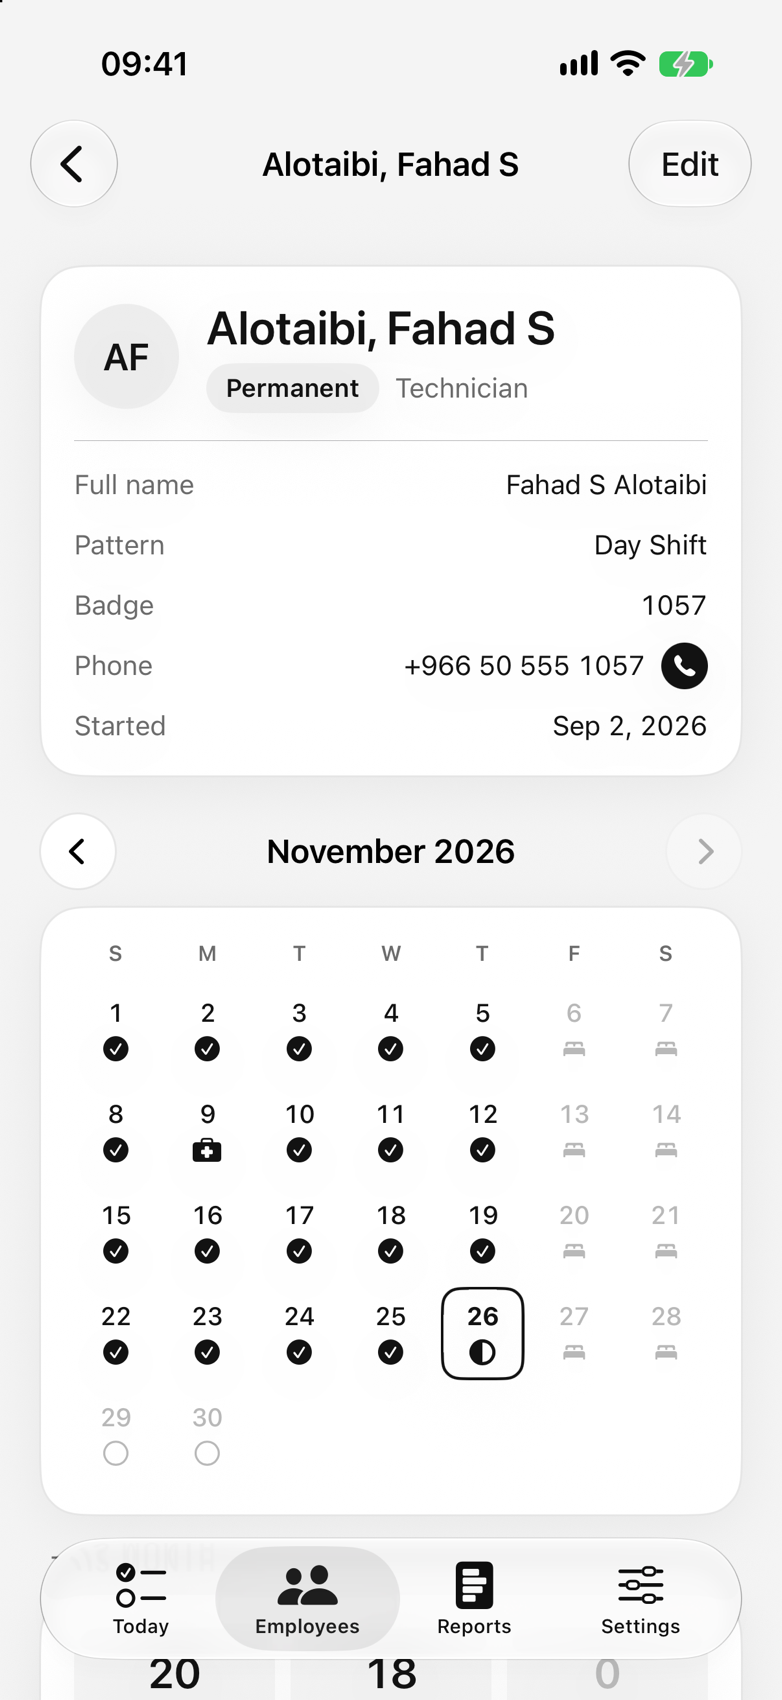 09:41
Alotaibi, Fahad S
Edit
AF
Alotaibi, Fahad S
Permanent Technician
Full name Fahad S Alotaibi
Pattern Day Shift
Badge 1057
Phone +966 50 555 1057
Started Sep 2, 2026
November 2026
S M T W T F S
1 2 3 4 5 6 7
8 9 10 11 12 13 14
15 16 17 18 19 20 21
22 23 24 25 26 27 28
29 30
Today Employees Reports Settings
20 18 0